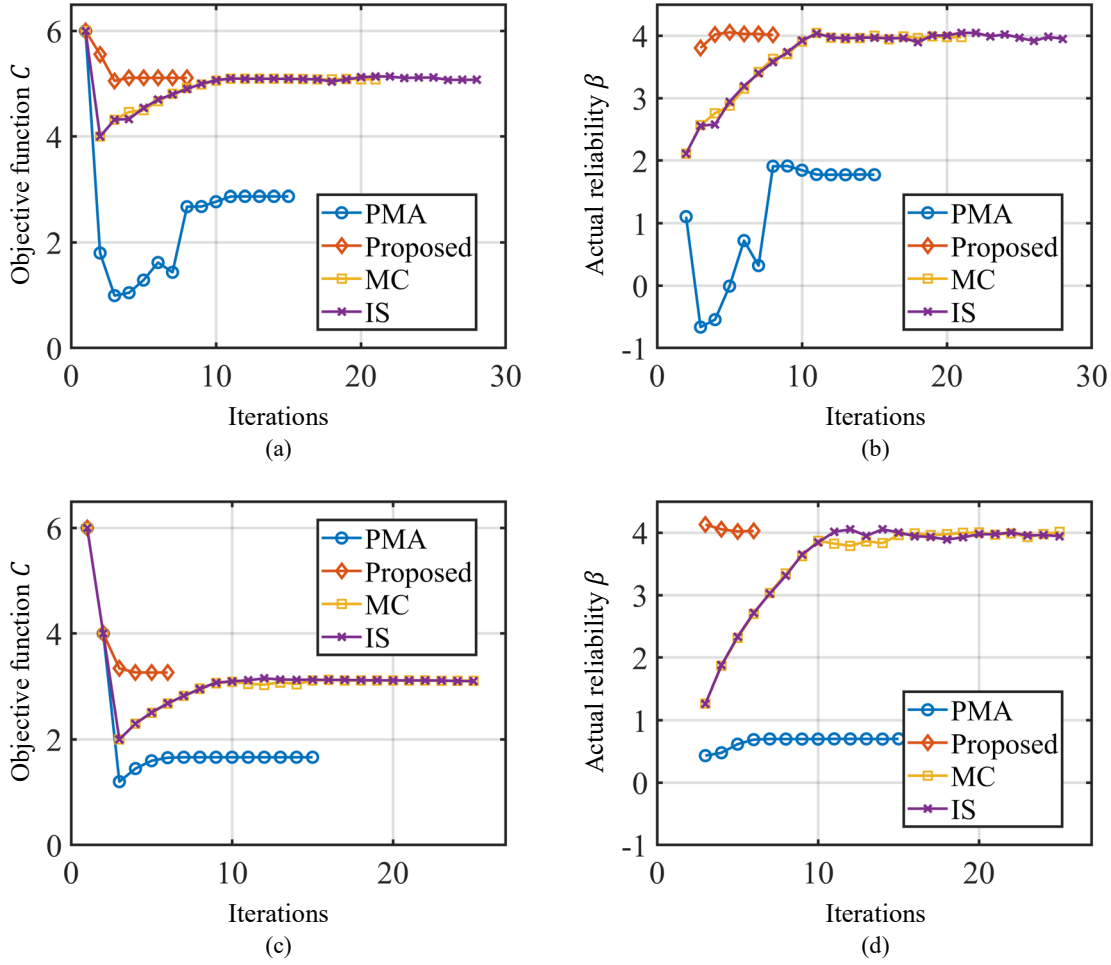 Objective function C
6
4
2
0
0
10
20
30
PMA
Proposed
MC
IS
Iterations
(a)
Actual reliability β
4
3
2
1
0
-1
0
10
20
30
PMA
Proposed
MC
IS
Iterations
(b)
Objective function C
6
4
2
0
0
10
20
PMA
Proposed
MC
IS
Iterations
(c)
Actual reliability β
4
3
2
1
0
-1
0
10
20
PMA
Proposed
MC
IS
Iterations
(d)